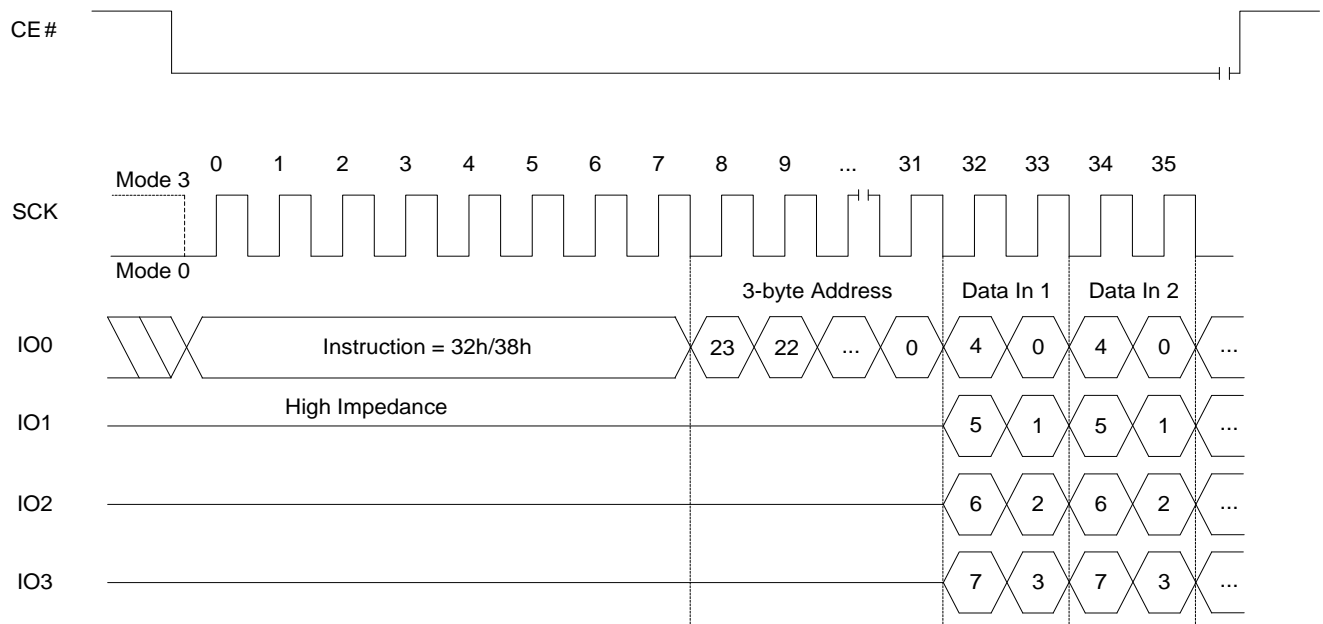 CE#
0 1 2 3 4 5 6 7 8 9 ... 31 32 33 34 35
Mode 3
SCK
Mode 0
3-byte Address Data In 1 Data In 2
IO0 Instruction = 32h/38h 23 22 ... 0 4 0 4 0 ...
High Impedance
IO1 5 1 5 1 ...
IO2 6 2 6 2 ...
IO3 7 3 7 3 ...